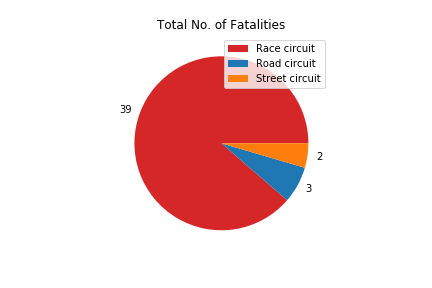 Total No. of Fatalities
Race circuit
Road circuit
Street circuit
39
2
3